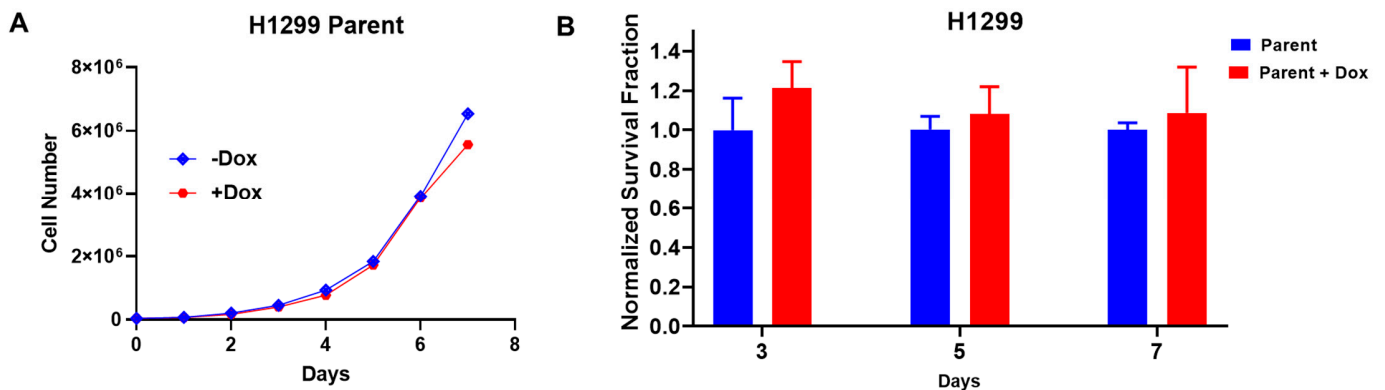 A
H1299 Parent
Cell Number
8×10⁶
6×10⁶
4×10⁶
2×10⁶
0
-Dox
+Dox
0 2 4 6 8
Days
B
H1299
Normalized Survival Fraction
1.4
1.2
1.0
0.8
0.6
0.4
0.2
0.0
3 5 7
Days
Parent
Parent + Dox